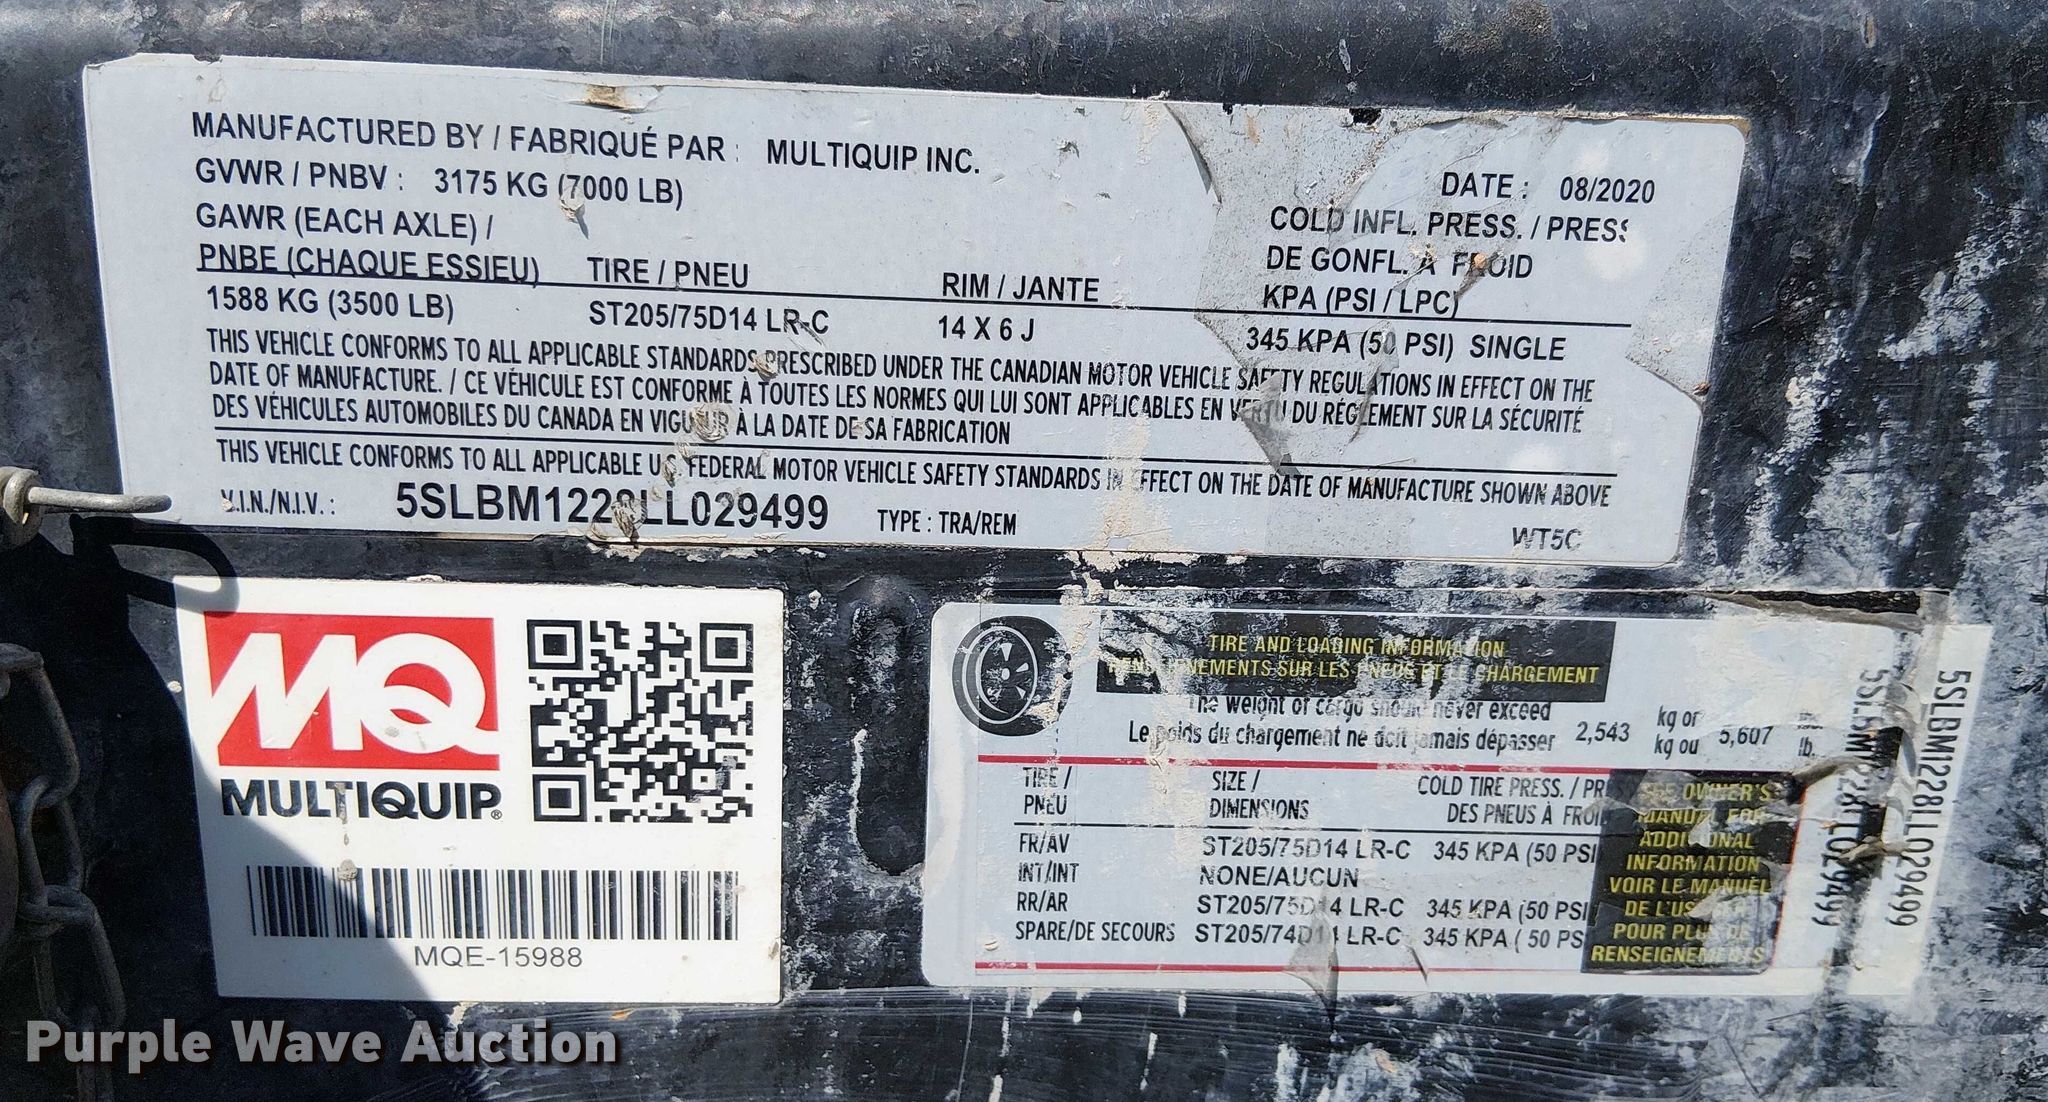 MANUFACTURED BY / FABRIQUÉ PAR : MULTIQUIP INC.
GVWR / PNBV : 3175 KG (7000 LB)
DATE : 08/2020
GAWR (EACH AXLE) /
PNBE (CHAQUE ESSIEU)
TIRE / PNEU
RIM / JANTE
COLD INFL. PRESS. / PRESS
DE GONFL. A FROID
KPA (PSI / LPC)
1588 KG (3500 LB) ST205/75D14 LR-C 14 X 6 J 345 KPA (50 PSI) SINGLE
THIS VEHICLE CONFORMS TO ALL APPLICABLE STANDARDS PRESCRIBED UNDER THE CANADIAN MOTOR VEHICLE SAFETY REGULATIONS IN EFFECT ON THE
DATE OF MANUFACTURE. / CE VÉHICULE EST CONFORME À TOUTES LES NORMES QUI LUI SONT APPLICABLES EN VERTU DU RÉGLEMENT SUR LA SÉCURITÉ
DES VÉHICULES AUTOMOBILES DU CANADA EN VIGUEUR À LA DATE DE SA FABRICATION
THIS VEHICLE CONFORMS TO ALL APPLICABLE U.S. FEDERAL MOTOR VEHICLE SAFETY STANDARDS IN EFFECT ON THE DATE OF MANUFACTURE SHOWN ABOVE
V.I.N./N.I.V. : 5SLBM1228LL029499 TYPE : TRA/REM WT5C
MQ
MULTIQUIP®
MQE-15988
TIRE AND LOADING INFORMATION
RENSEIGNEMENTS SUR LES PNEUS ET LE CHARGEMENT
The weight of cargo should never exceed
Le poids du chargement ne doit jamais dépasser
2,543 kg or
kg ou 5,607
lb.
TIRE /
PNEU
SIZE /
DIMENSIONS
COLD TIRE PRESS. / PRESS
DES PNEUS À FROID
FR/AV ST205/75D14 LR-C 345 KPA (50 PSI
INT/INT NONE/AUCUN
RR/AR ST205/75D14 LR-C 345 KPA (50 PSI
SPARE/DE SECOURS ST205/74D14 LR-C 345 KPA ( 50 PS
SEE OWNER'S
MANUAL FOR
ADDITIONAL
INFORMATION
VOIR LE MANUEL
DE L'USAGER
POUR PLUS DE
RENSEIGNEMENTS
5SLBM1228LL029499
5SLBM1228LL029499
Purple Wave Auction